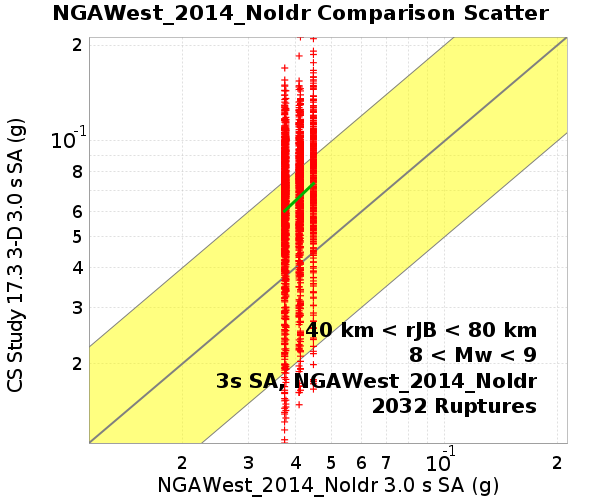 NGAWest_2014_NoIdr Comparison Scatter
CS Study 17.3 3-D 3.0 s SA (g)
2
10-1
8
6
5
4
3
2
40 km < rJB < 80 km
8 < Mw < 9
3s SA, NGAWest_2014_NoIdr
2032 Ruptures
2 3 4 5 6 7 10-1 2
NGAWest_2014_NoIdr 3.0 s SA (g)